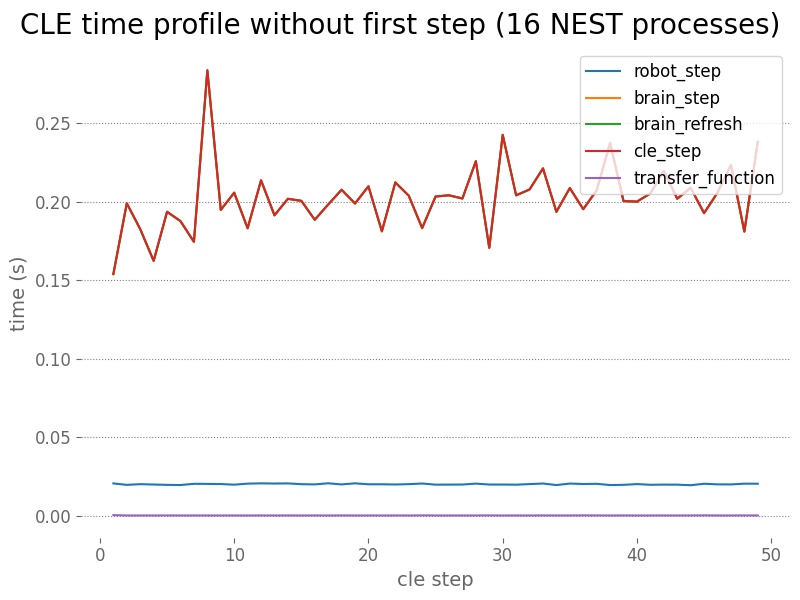 CLE time profile without first step (16 NEST processes)
robot_step
brain_step
brain_refresh
cle_step
transfer_function
time (s)
0.25
0.20
0.15
0.10
0.05
0.00
0 10 20 30 40 50
cle step